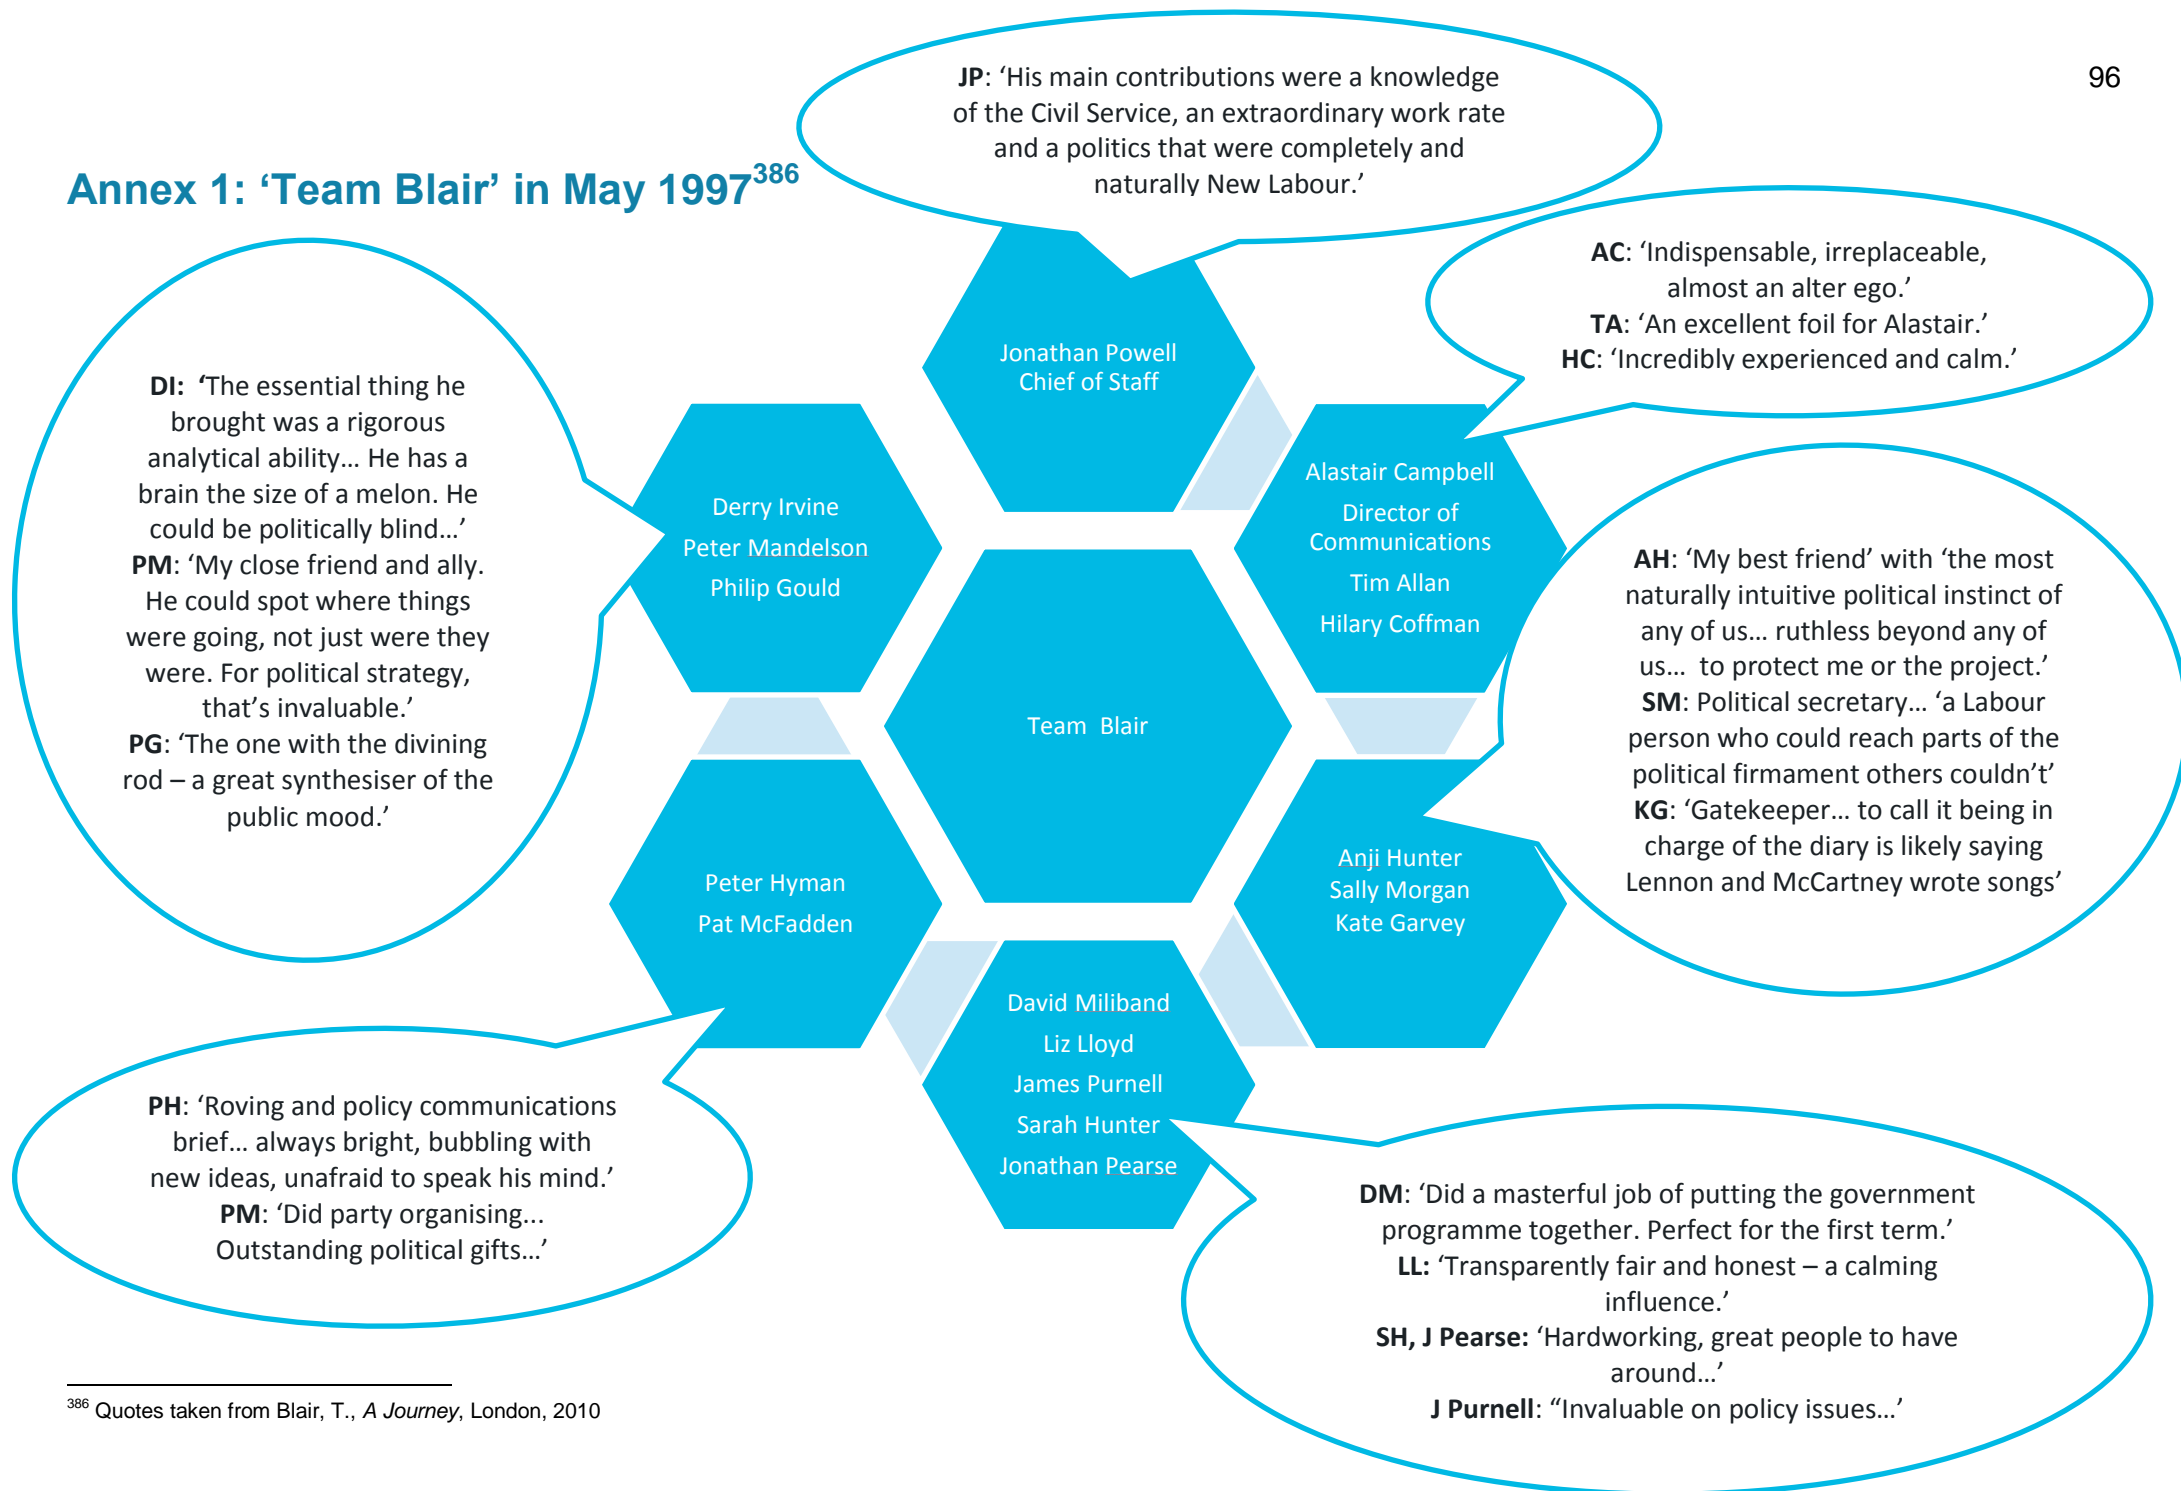 96
Annex 1: ‘Team Blair’ in May 1997386
JP: ‘His main contributions were a knowledge
of the Civil Service, an extraordinary work rate
and a politics that were completely and
naturally New Labour.’
AC: ‘Indispensable, irreplaceable,
almost an alter ego.’
TA: ‘An excellent foil for Alastair.’
HC: ‘Incredibly experienced and calm.’
DI: ‘The essential thing he
brought was a rigorous
analytical ability… He has a
brain the size of a melon. He
could be politically blind…’
PM: ‘My close friend and ally.
He could spot where things
were going, not just were they
were. For political strategy,
that’s invaluable.’
PG: ‘The one with the divining
rod – a great synthesiser of the
public mood.’
Jonathan Powell
Chief of Staff
Derry Irvine
Peter Mandelson
Philip Gould
Alastair Campbell
Director of
Communications
Tim Allan
Hilary Coffman
Team Blair
AH: ‘My best friend’ with ‘the most
naturally intuitive political instinct of
any of us… ruthless beyond any of
us… to protect me or the project.’
SM: Political secretary… ‘a Labour
person who could reach parts of the
political firmament others couldn’t’
KG: ‘Gatekeeper… to call it being in
charge of the diary is likely saying
Lennon and McCartney wrote songs’
Peter Hyman
Pat McFadden
Anji Hunter
Sally Morgan
Kate Garvey
David Miliband
Liz Lloyd
James Purnell
Sarah Hunter
Jonathan Pearse
PH: ‘Roving and policy communications
brief… always bright, bubbling with
new ideas, unafraid to speak his mind.’
PM: ‘Did party organising...
Outstanding political gifts…’
DM: ‘Did a masterful job of putting the government
programme together. Perfect for the first term.’
LL: ‘Transparently fair and honest – a calming
influence.’
SH, J Pearse: ‘Hardworking, great people to have
around…’
J Purnell: “Invaluable on policy issues…’
386 Quotes taken from Blair, T., A Journey, London, 2010